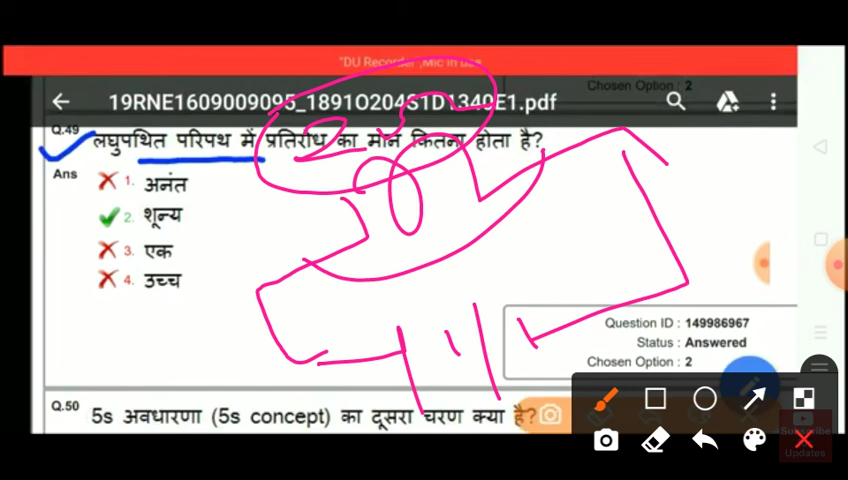 "DU Recorder ,Mic in use
Chosen Option : 2
19RNE1609009095_1891O204S1D1340E1.pdf
Q.49 लघुपथित परिपथ में प्रतिरोध का मान कितना होता है?
Ans 1. अनंत
2. शून्य
3. एक
4. उच्च
Question ID : 149986967
Status : Answered
Chosen Option : 2
Q.50 5s अवधारणा (5s concept) का दूसरा चरण क्या है?
Subscribe
Updates